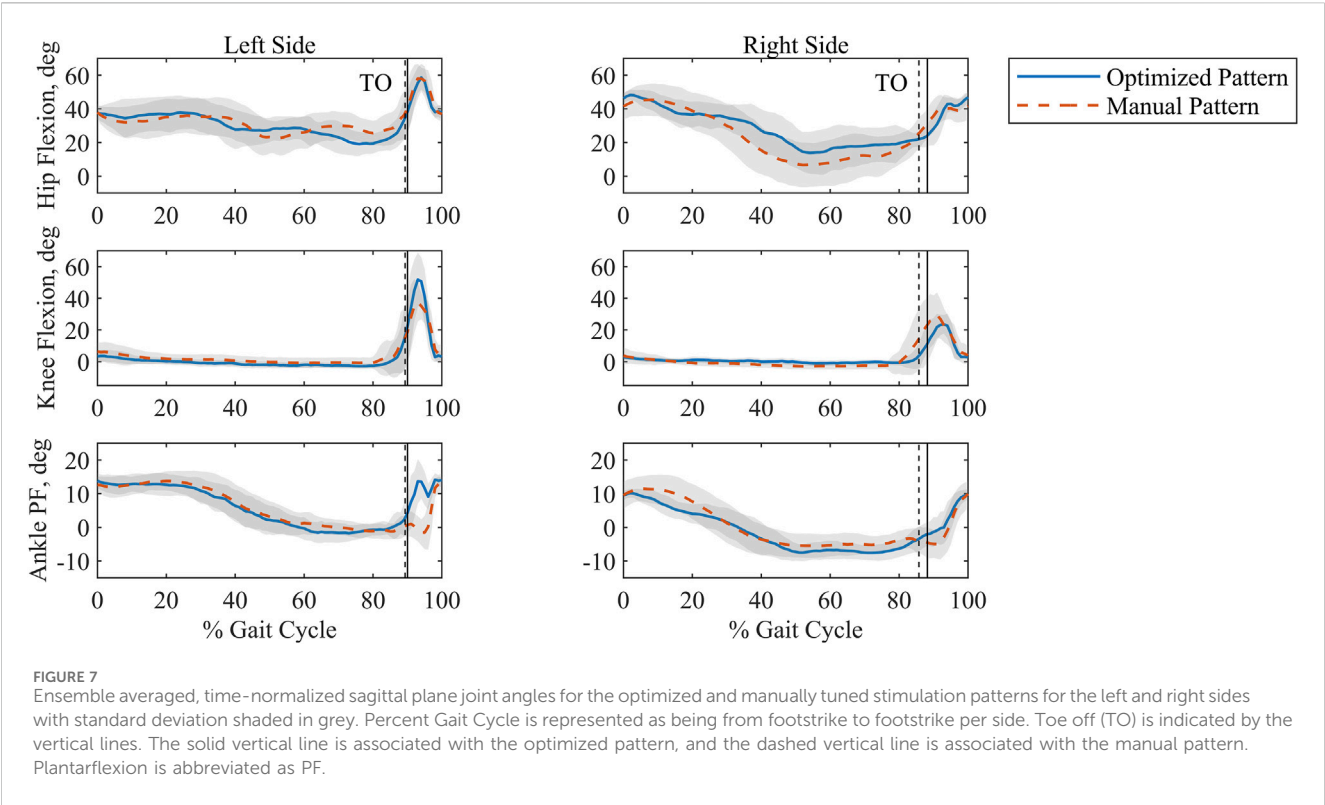 Left Side
Right Side
Optimized Pattern
Manual Pattern
Hip Flexion, deg
60
40
20
0
TO
0 20 40 60 80 100
60
40
20
0
TO
0 20 40 60 80 100
Knee Flexion, deg
60
40
20
0
0 20 40 60 80 100
60
40
20
0
0 20 40 60 80 100
Ankle PF, deg
20
10
0
-10
0 20 40 60 80 100
% Gait Cycle
20
10
0
-10
0 20 40 60 80 100
% Gait Cycle
FIGURE 7
Ensemble averaged, time-normalized sagittal plane joint angles for the optimized and manually tuned stimulation patterns for the left and right sides
with standard deviation shaded in grey. Percent Gait Cycle is represented as being from footstrike to footstrike per side. Toe off (TO) is indicated by the
vertical lines. The solid vertical line is associated with the optimized pattern, and the dashed vertical line is associated with the manual pattern.
Plantarflexion is abbreviated as PF.